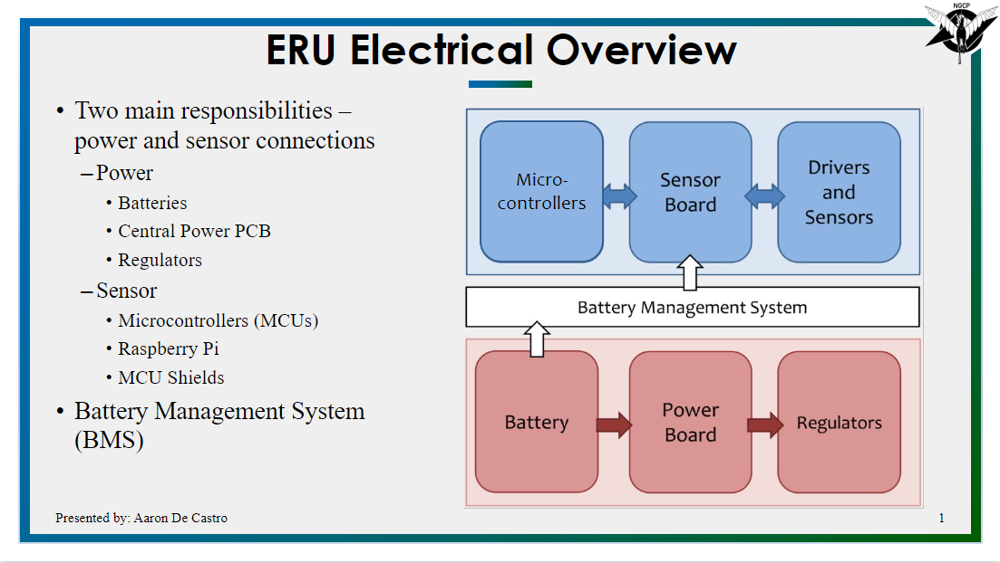 NGCP
ERU Electrical Overview
• Two main responsibilities –
power and sensor connections
–Power
• Batteries
• Central Power PCB
• Regulators
–Sensor
• Microcontrollers (MCUs)
• Raspberry Pi
• MCU Shields
• Battery Management System
(BMS)
Micro-
controllers
Sensor
Board
Drivers
and
Sensors
Battery Management System
Battery
Power
Board
Regulators
Presented by: Aaron De Castro
1